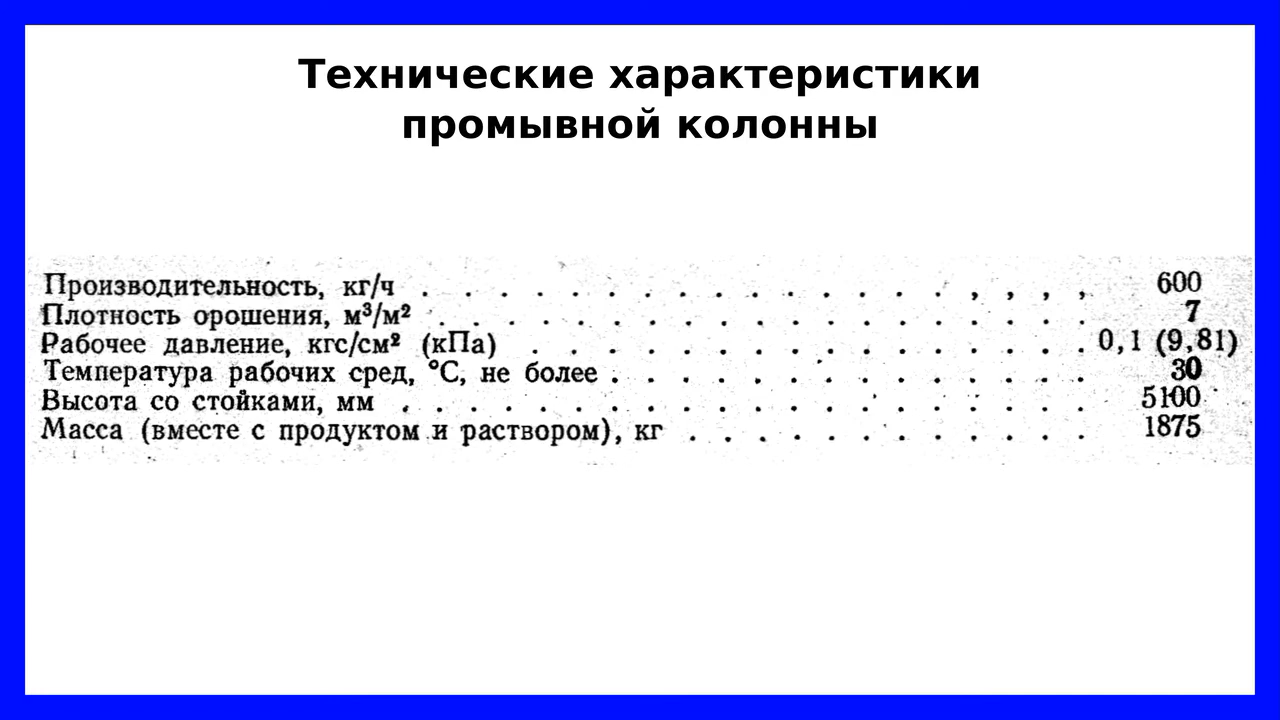 Технические характеристики
промывной колонны
Производительность, кг/ч . . . . . . . . . . . . . . . , , , , 600
Плотность орошения, м³/м² . . . . . . . . . . . . . . . . . . . 7
Рабочее давление, кгс/см² (кПа) . . . . . . . . . . . . . . . . 0,1 (9,81)
Температура рабочих сред, °С, не более . . . . . . . . . . . . . . 30
Высота со стойками, мм . . . . . . . . . . . . . . . . . . . . 5100
Масса (вместе с продуктом и раствором), кг . . . . . . . . . . . . 1875